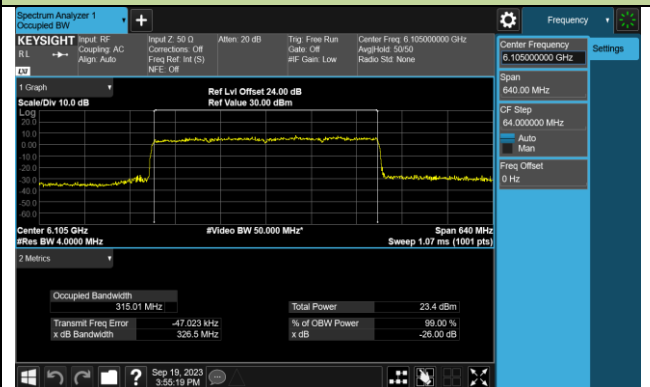 Spectrum Analyzer 1
Occupied BW
+
Frequency
KEYSIGHT Input: RF Input Z: 50 Ω Atten: 20 dB Trig: Free Run Center Freq: 6.105000000 GHz
RL Coupling: AC Corrections: Off Gate: Off Avg|Hold: 50/50
Align: Auto Freq Ref: Int (S) #IF Gain: Low Radio Std: None
NFE: Off
LXI
Center Frequency
6.105000000 GHz
Settings
Span
640.00 MHz
CF Step
64.000000 MHz
Auto
Man
Freq Offset
0 Hz
1 Graph
Ref Lvl Offset 24.00 dB
Scale/Div 10.0 dB Ref Value 30.00 dBm
Log
20.0
10.0
0.00
-10.0
-20.0
-30.0
-40.0
-50.0
-60.0
Center 6.105 GHz #Video BW 50.000 MHz* Span 640 MHz
#Res BW 4.0000 MHz Sweep 1.07 ms (1001 pts)
2 Metrics
Occupied Bandwidth
315.01 MHz Total Power 23.4 dBm
Transmit Freq Error -47.023 kHz % of OBW Power 99.00 %
x dB Bandwidth 326.5 MHz x dB -26.00 dB
? Sep 19, 2023
3:55:19 PM